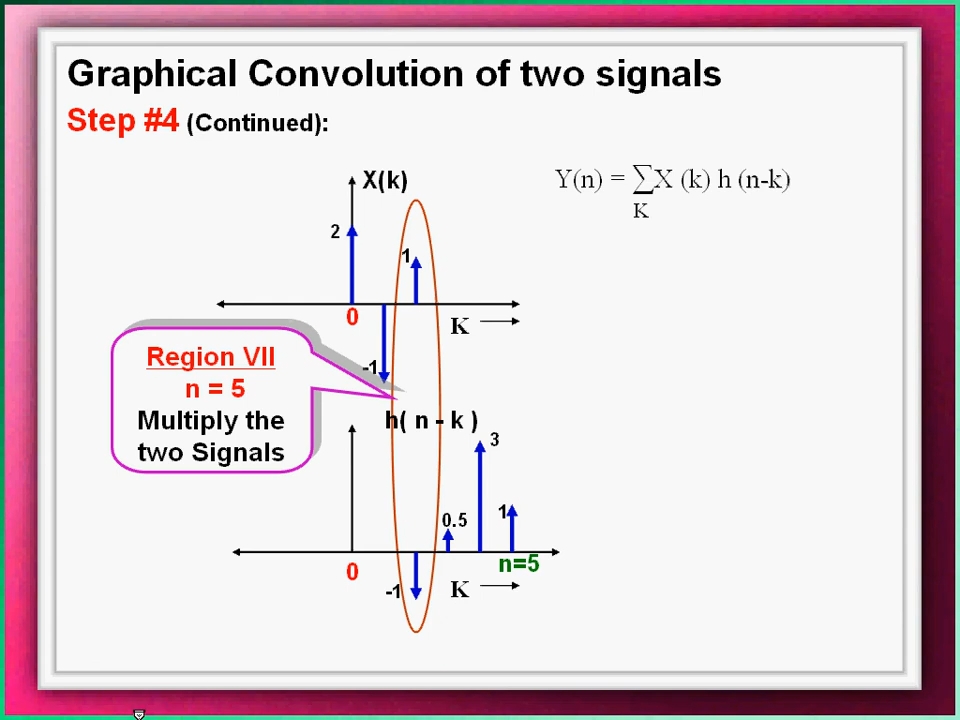 Graphical Convolution of two signals
Step #4 (Continued):
X(k)
Y(n) = ∑X (k) h (n-k)
K
2
1
0
K
-1
Region VII
n = 5
Multiply the
two Signals
h( n - k )
3
0.5
1
n=5
0
-1
K